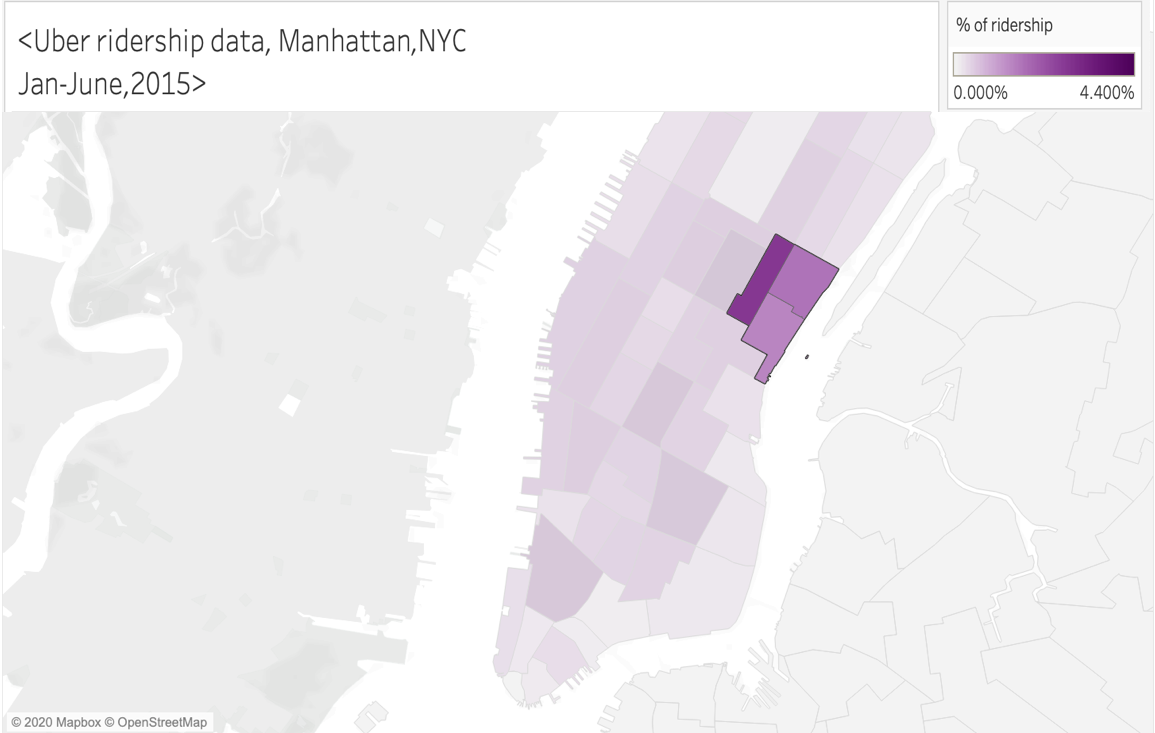 <Uber ridership data, Manhattan,NYC
Jan-June,2015>
% of ridership
0.000% 4.400%
© 2020 Mapbox © OpenStreetMap